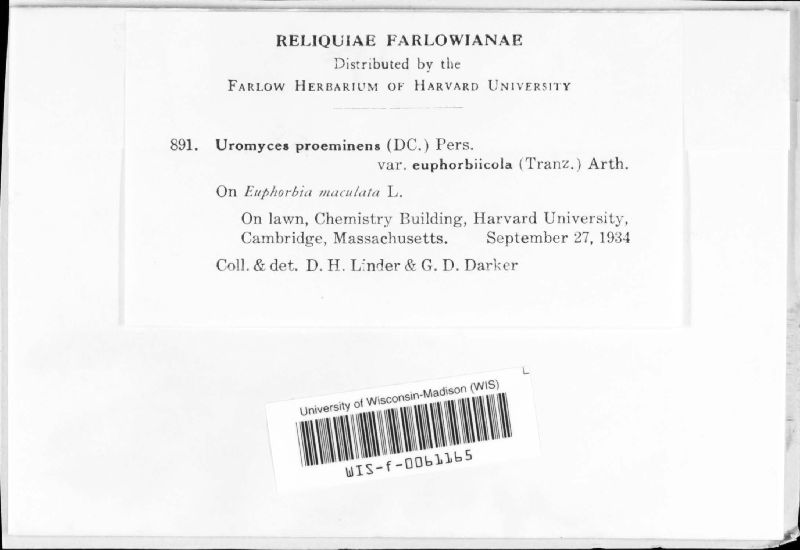 RELIQUIAE FARLOWIANAE
Distributed by the
FARLOW HERBARIUM OF HARVARD UNIVERSITY
891. Uromyces proeminens (DC.) Pers.
var. euphorbiicola (Tranz.) Arth.
On Euphorbia maculata L.
On lawn, Chemistry Building, Harvard University,
Cambridge, Massachusetts. September 27, 1934
Coll. & det. D. H. Linder & G. D. Darker
L
University of Wisconsin-Madison (WIS)
WIS-f-0061165